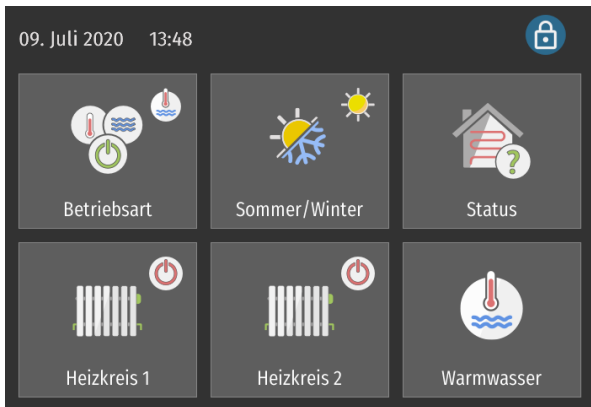 09. Juli 2020 13:48
Betriebsart
Sommer/Winter
Status
?
Heizkreis 1
Heizkreis 2
Warmwasser